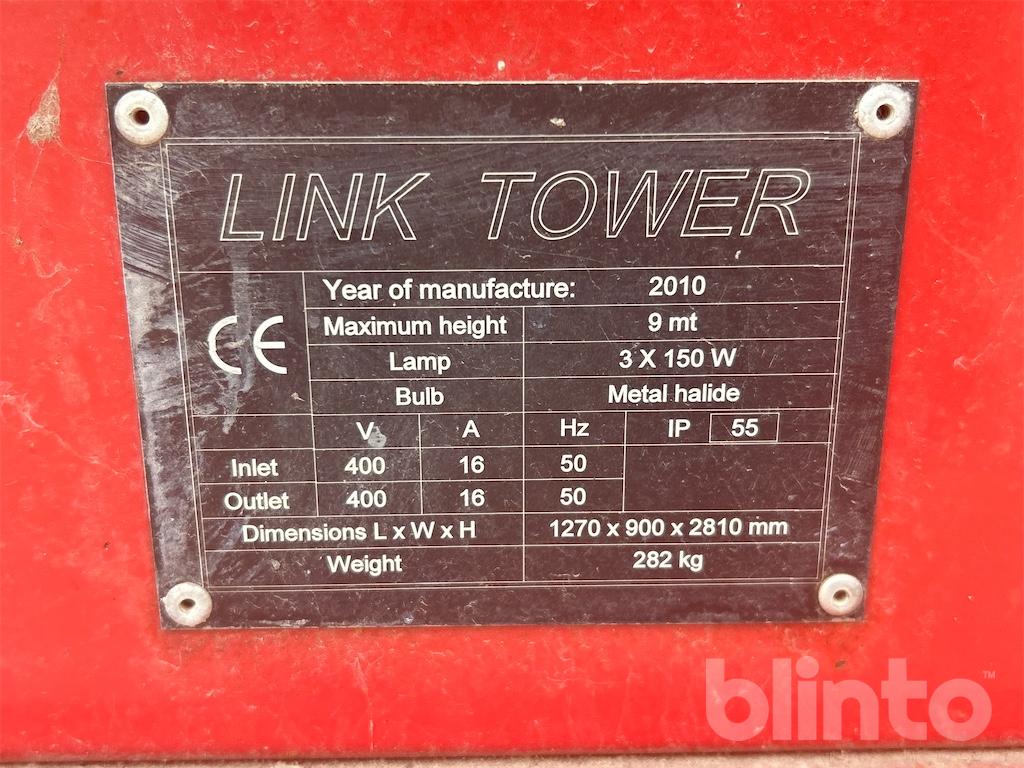 LINK TOWER
CE
Year of manufacture: 2010
Maximum height 9 mt
Lamp 3 X 150 W
Bulb Metal halide
V A Hz IP 55
Inlet 400 16 50
Outlet 400 16 50
Dimensions L x W x H 1270 x 900 x 2810 mm
Weight 282 kg
blinto™